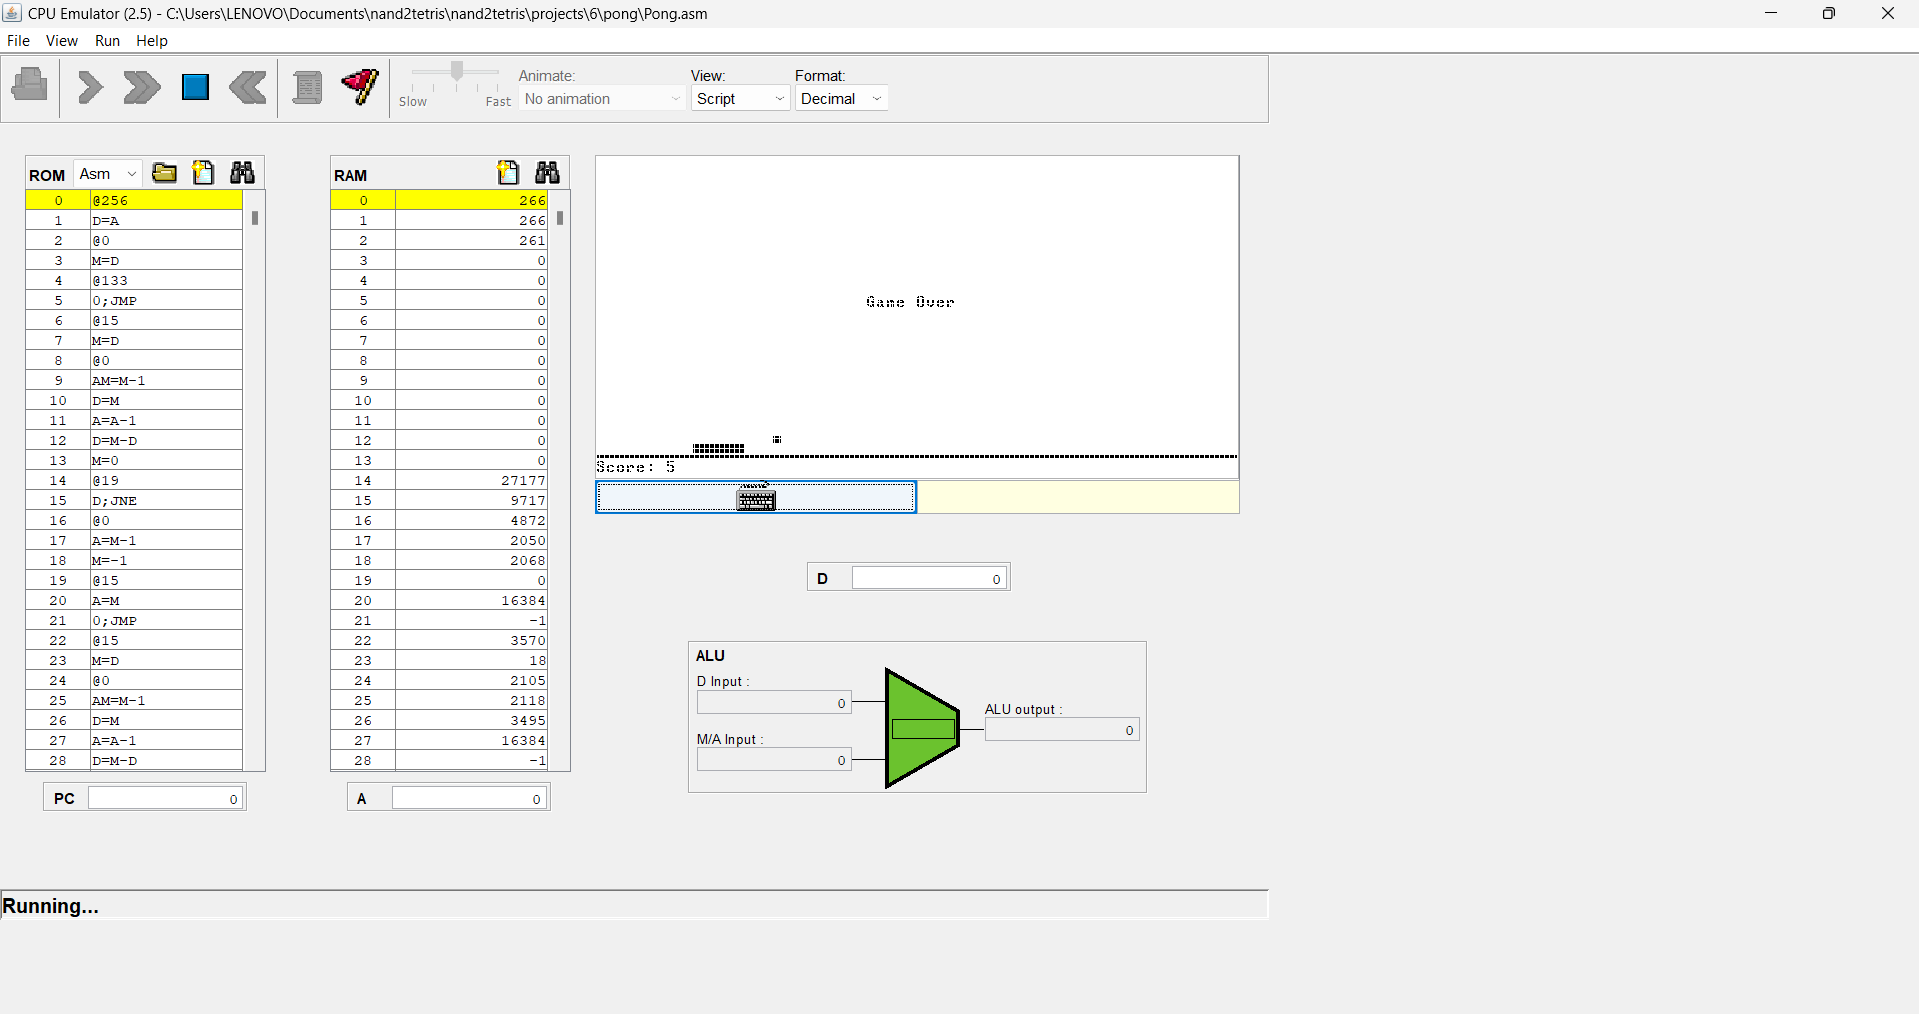 CPU Emulator (2.5) - C:\Users\LENOVO\Documents\nand2tetris\nand2tetris\projects\6\pong\Pong.asm
File View Run Help
Slow Fast
Animate:
No animation
View:
Script
Format:
Decimal
ROM Asm
0 @256
1 D=A
2 @0
3 M=D
4 @133
5 0;JMP
6 @15
7 M=D
8 @0
9 AM=M-1
10 D=M
11 A=A-1
12 D=M-D
13 M=0
14 @19
15 D;JNE
16 @0
17 A=M-1
18 M=-1
19 @15
20 A=M
21 0;JMP
22 @15
23 M=D
24 @0
25 AM=M-1
26 D=M
27 A=A-1
28 D=M-D
PC 0
RAM
0 266
1 266
2 261
3 0
4 0
5 0
6 0
7 0
8 0
9 0
10 0
11 0
12 0
13 0
14 27177
15 9717
16 4872
17 2050
18 2068
19 0
20 16384
21 -1
22 3570
23 18
24 2105
25 2118
26 3495
27 16384
28 -1
A 0
Game Over
Score: 5
D 0
ALU
D Input :
0
M/A Input :
0
ALU output :
0
Running...